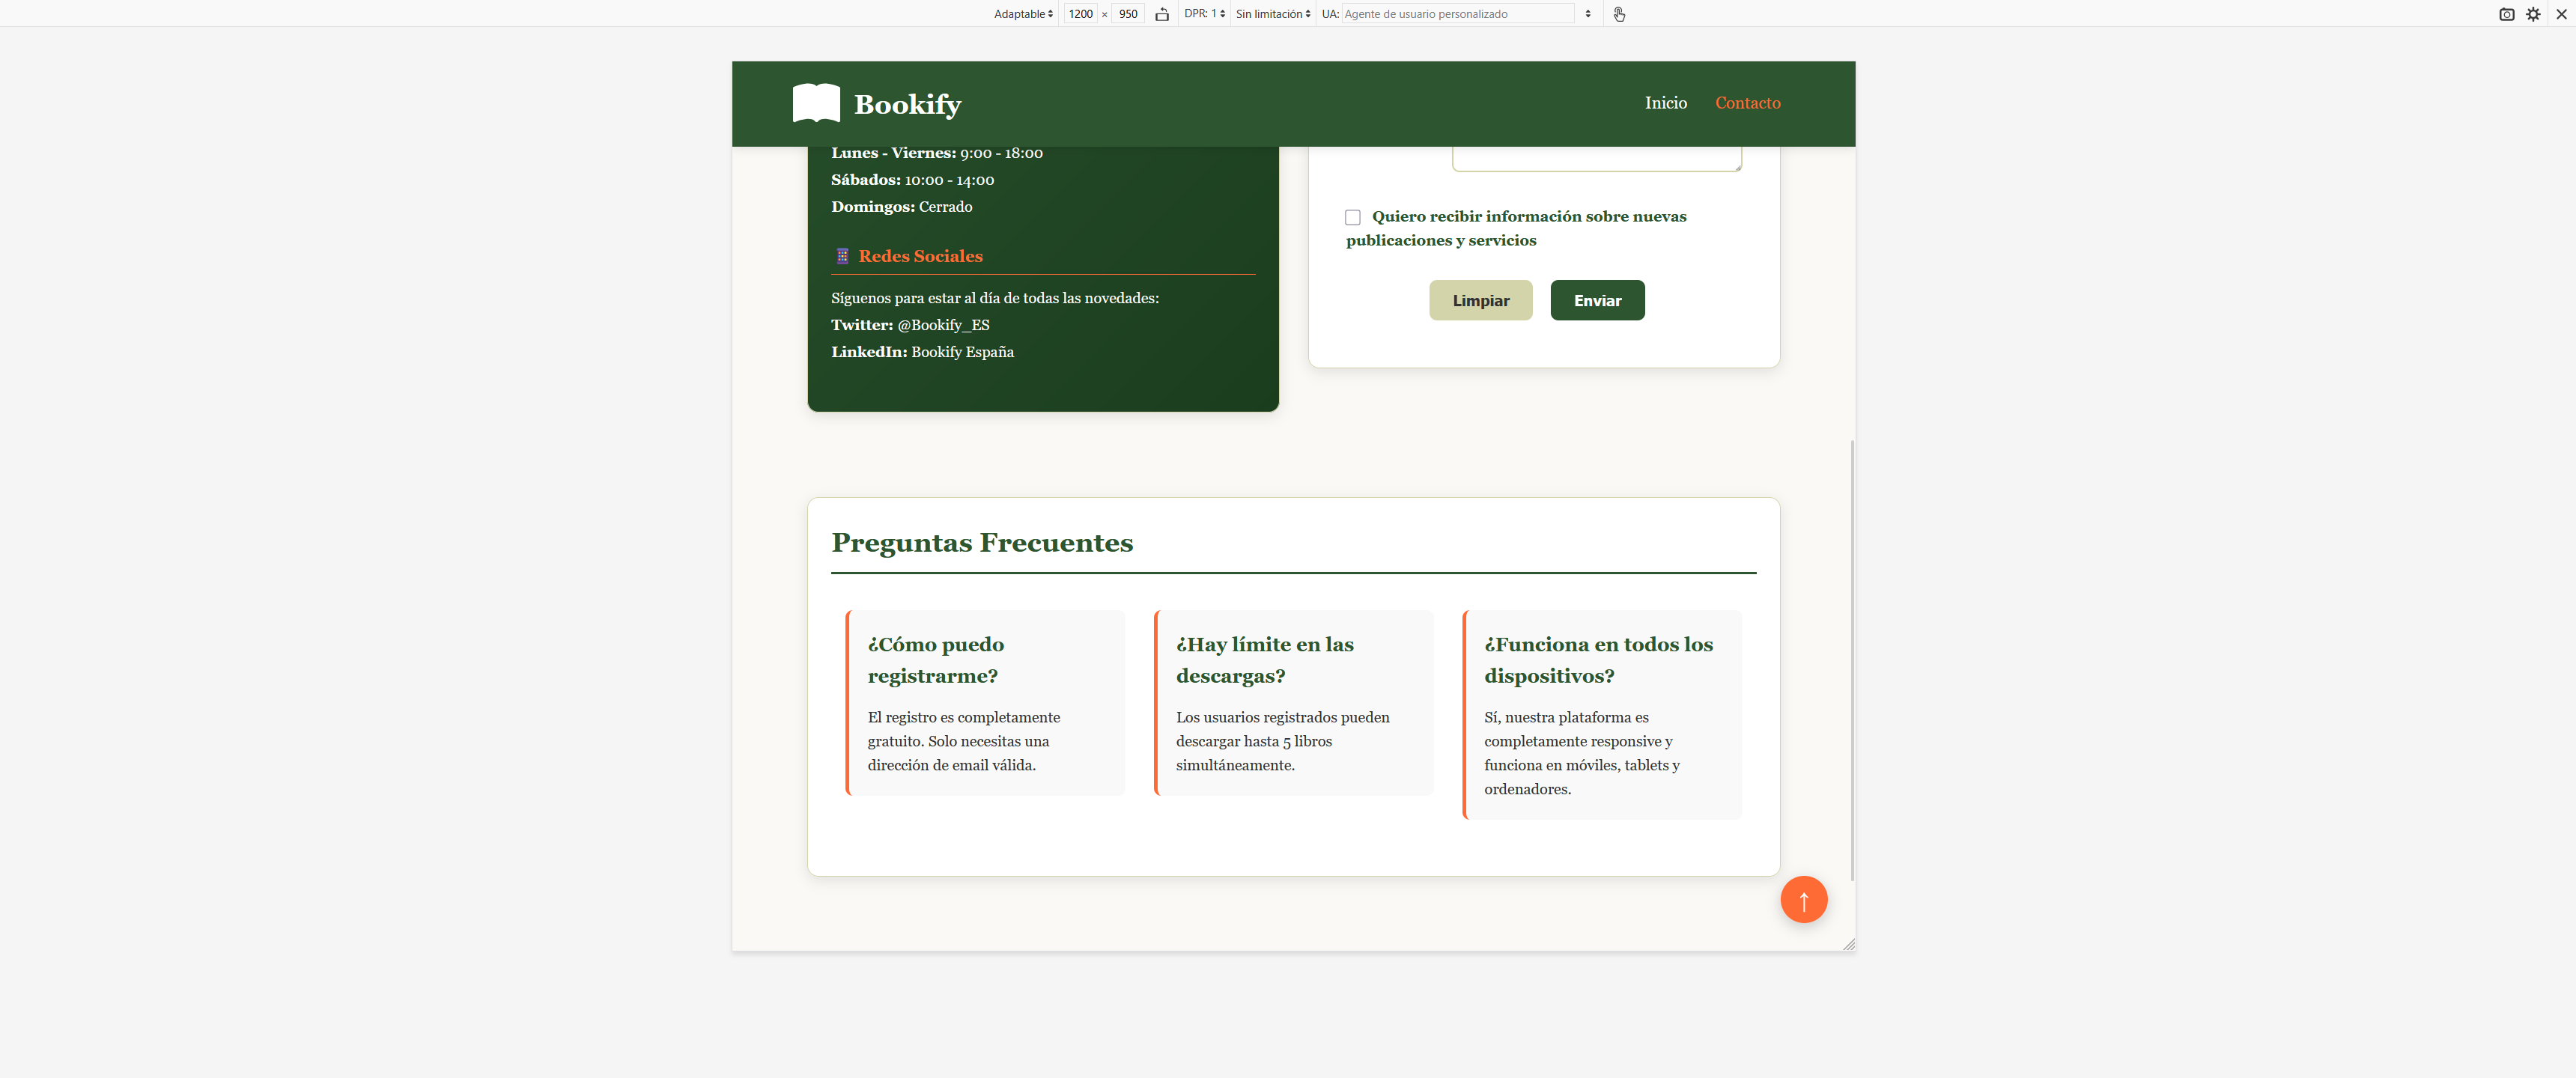 Adaptable 1200 × 950 DPR: 1 Sin limitación UA: Agente de usuario personalizado
Bookify
Inicio Contacto
Lunes - Viernes: 9:00 - 18:00
Sábados: 10:00 - 14:00
Domingos: Cerrado
Redes Sociales
Síguenos para estar al día de todas las novedades:
Twitter: @Bookify_ES
LinkedIn: Bookify España
Quiero recibir información sobre nuevas
publicaciones y servicios
Limpiar Enviar
Preguntas Frecuentes
¿Cómo puedo
registrarme?
El registro es completamente
gratuito. Solo necesitas una
dirección de email válida.
¿Hay límite en las
descargas?
Los usuarios registrados pueden
descargar hasta 5 libros
simultáneamente.
¿Funciona en todos los
dispositivos?
Sí, nuestra plataforma es
completamente responsive y
funciona en móviles, tablets y
ordenadores.
↑